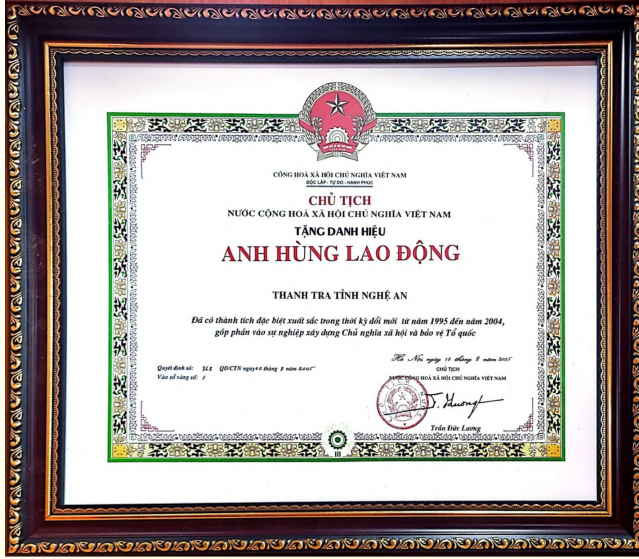 CỘNG HOÀ XÃ HỘI CHỦ NGHĨA VIỆT NAM
ĐỘC LẬP - TỰ DO - HẠNH PHÚC
CHỦ TỊCH
NƯỚC CỘNG HOÀ XÃ HỘI CHỦ NGHĨA VIỆT NAM
TẶNG DANH HIỆU
ANH HÙNG LAO ĐỘNG
THANH TRA TỈNH NGHỆ AN
Đã có thành tích đặc biệt xuất sắc trong thời kỳ đổi mới từ năm 1995 đến năm 2004,
góp phần vào sự nghiệp xây dựng Chủ nghĩa xã hội và bảo vệ Tổ quốc
Hà Nội, ngày 10 tháng 8 năm 2005
Quyết định số: QĐ/CTN ngày 10 tháng 8 năm 2005
Vào sổ vàng số:
CHỦ TỊCH
NƯỚC CỘNG HOÀ XÃ HỘI CHỦ NGHĨA VIỆT NAM
Trần Đức Lương